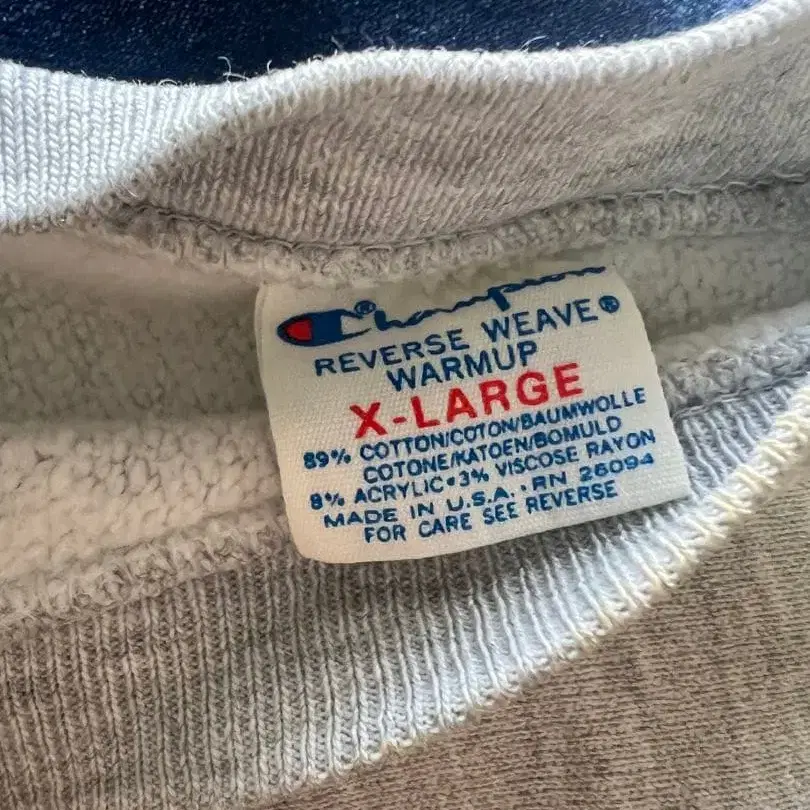 Champion®
REVERSE WEAVE®
WARMUP
X-LARGE
89% COTTON/COTON/BAUMWOLLE
COTONE/KATOEN/BOMULD
8% ACRYLIC•3% VISCOSE RAYON
MADE IN U.S.A. • RN 26094
FOR CARE SEE REVERSE